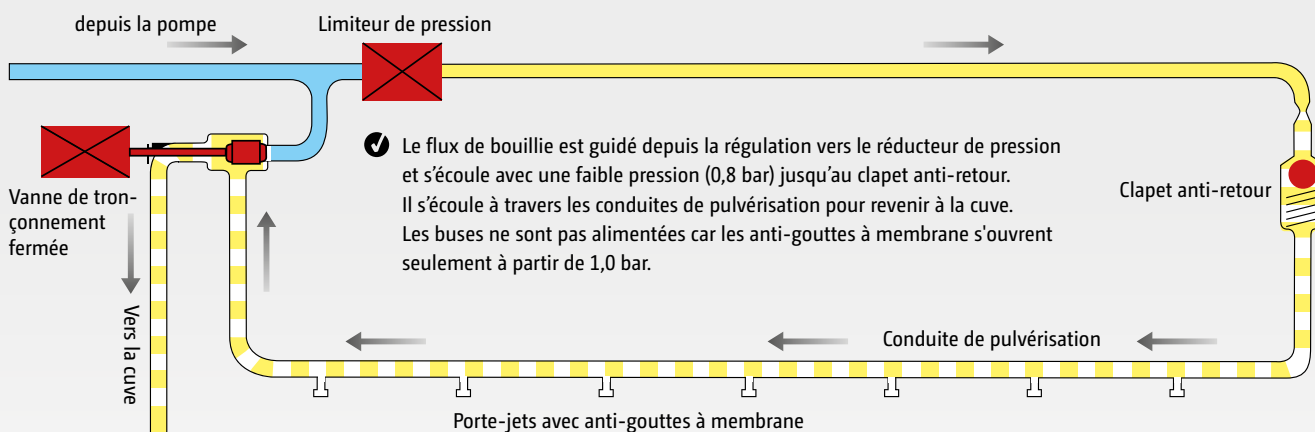 depuis la pompe
Limiteur de pression
Le flux de bouillie est guidé depuis la régulation vers le réducteur de pression
et s'écoule avec une faible pression (0,8 bar) jusqu'au clapet anti-retour.
Il s'écoule à travers les conduites de pulvérisation pour revenir à la cuve.
Les buses ne sont pas alimentées car les anti-gouttes à membrane s'ouvrent
seulement à partir de 1,0 bar.
Clapet anti-retour
Vanne de tron-
çonnement
fermée
Vers la cuve
Conduite de pulvérisation
Porte-jets avec anti-gouttes à membrane